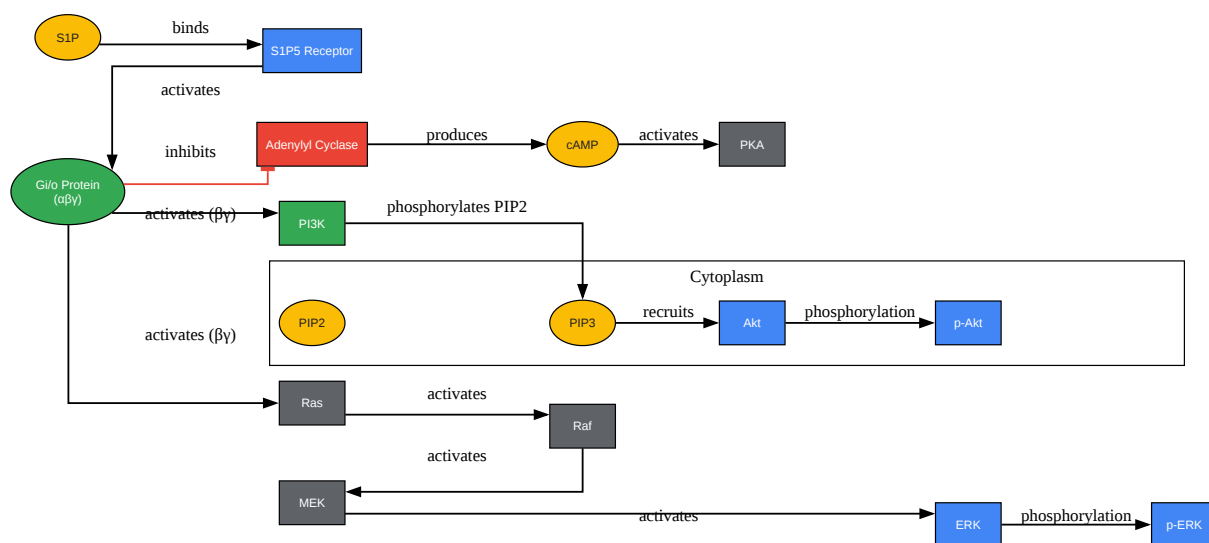 binds
S1P
S1P5 Receptor
activates
Adenylyl Cyclase
produces
cAMP
activates
PKA
inhibits
Gi/o Protein
(αβγ)
activates (βγ)
PI3K
phosphorylates PIP2
Cytoplasm
PIP2
PIP3
recruits
Akt
phosphorylation
p-Akt
activates (βγ)
Ras
activates
Raf
activates
MEK
activates
ERK
phosphorylation
p-ERK